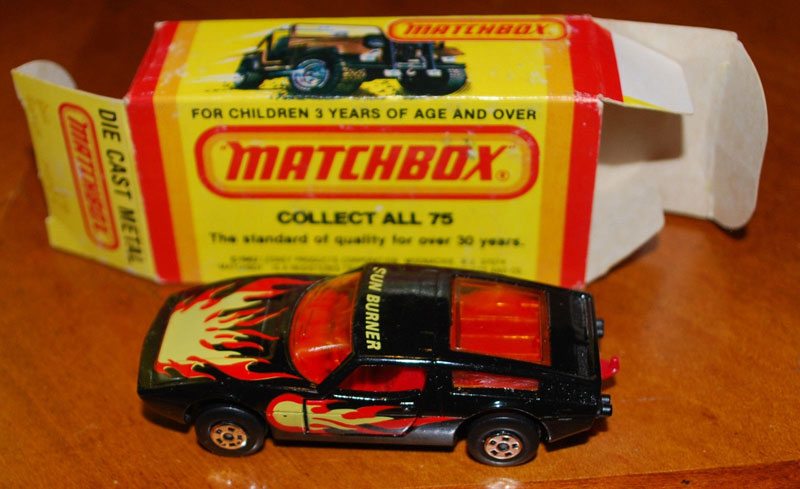 MATCHBOX
FOR CHILDREN 3 YEARS OF AGE AND OVER
"MATCHBOX"®
COLLECT ALL 75
The standard of quality for over 30 years.
DIE CAST METAL
MATCHBOX
SUN BURNER